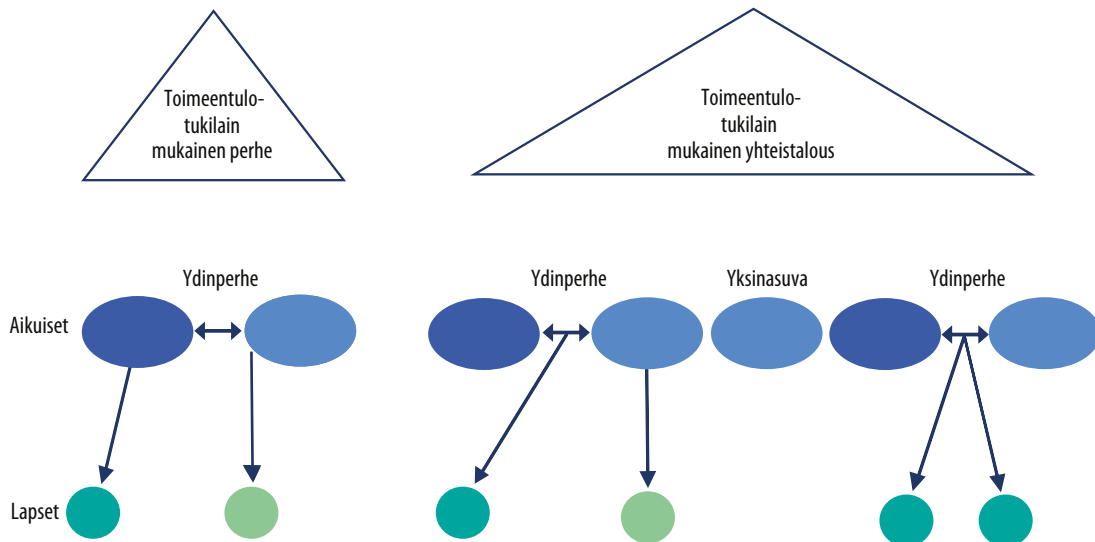 Toimeentulo-
tukilain
mukainen perhe
Toimeentulo-
tukilain
mukainen yhteistalous
Ydinperhe
Ydinperhe
Yksinasuva
Ydinperhe
Aikuiset
Lapset